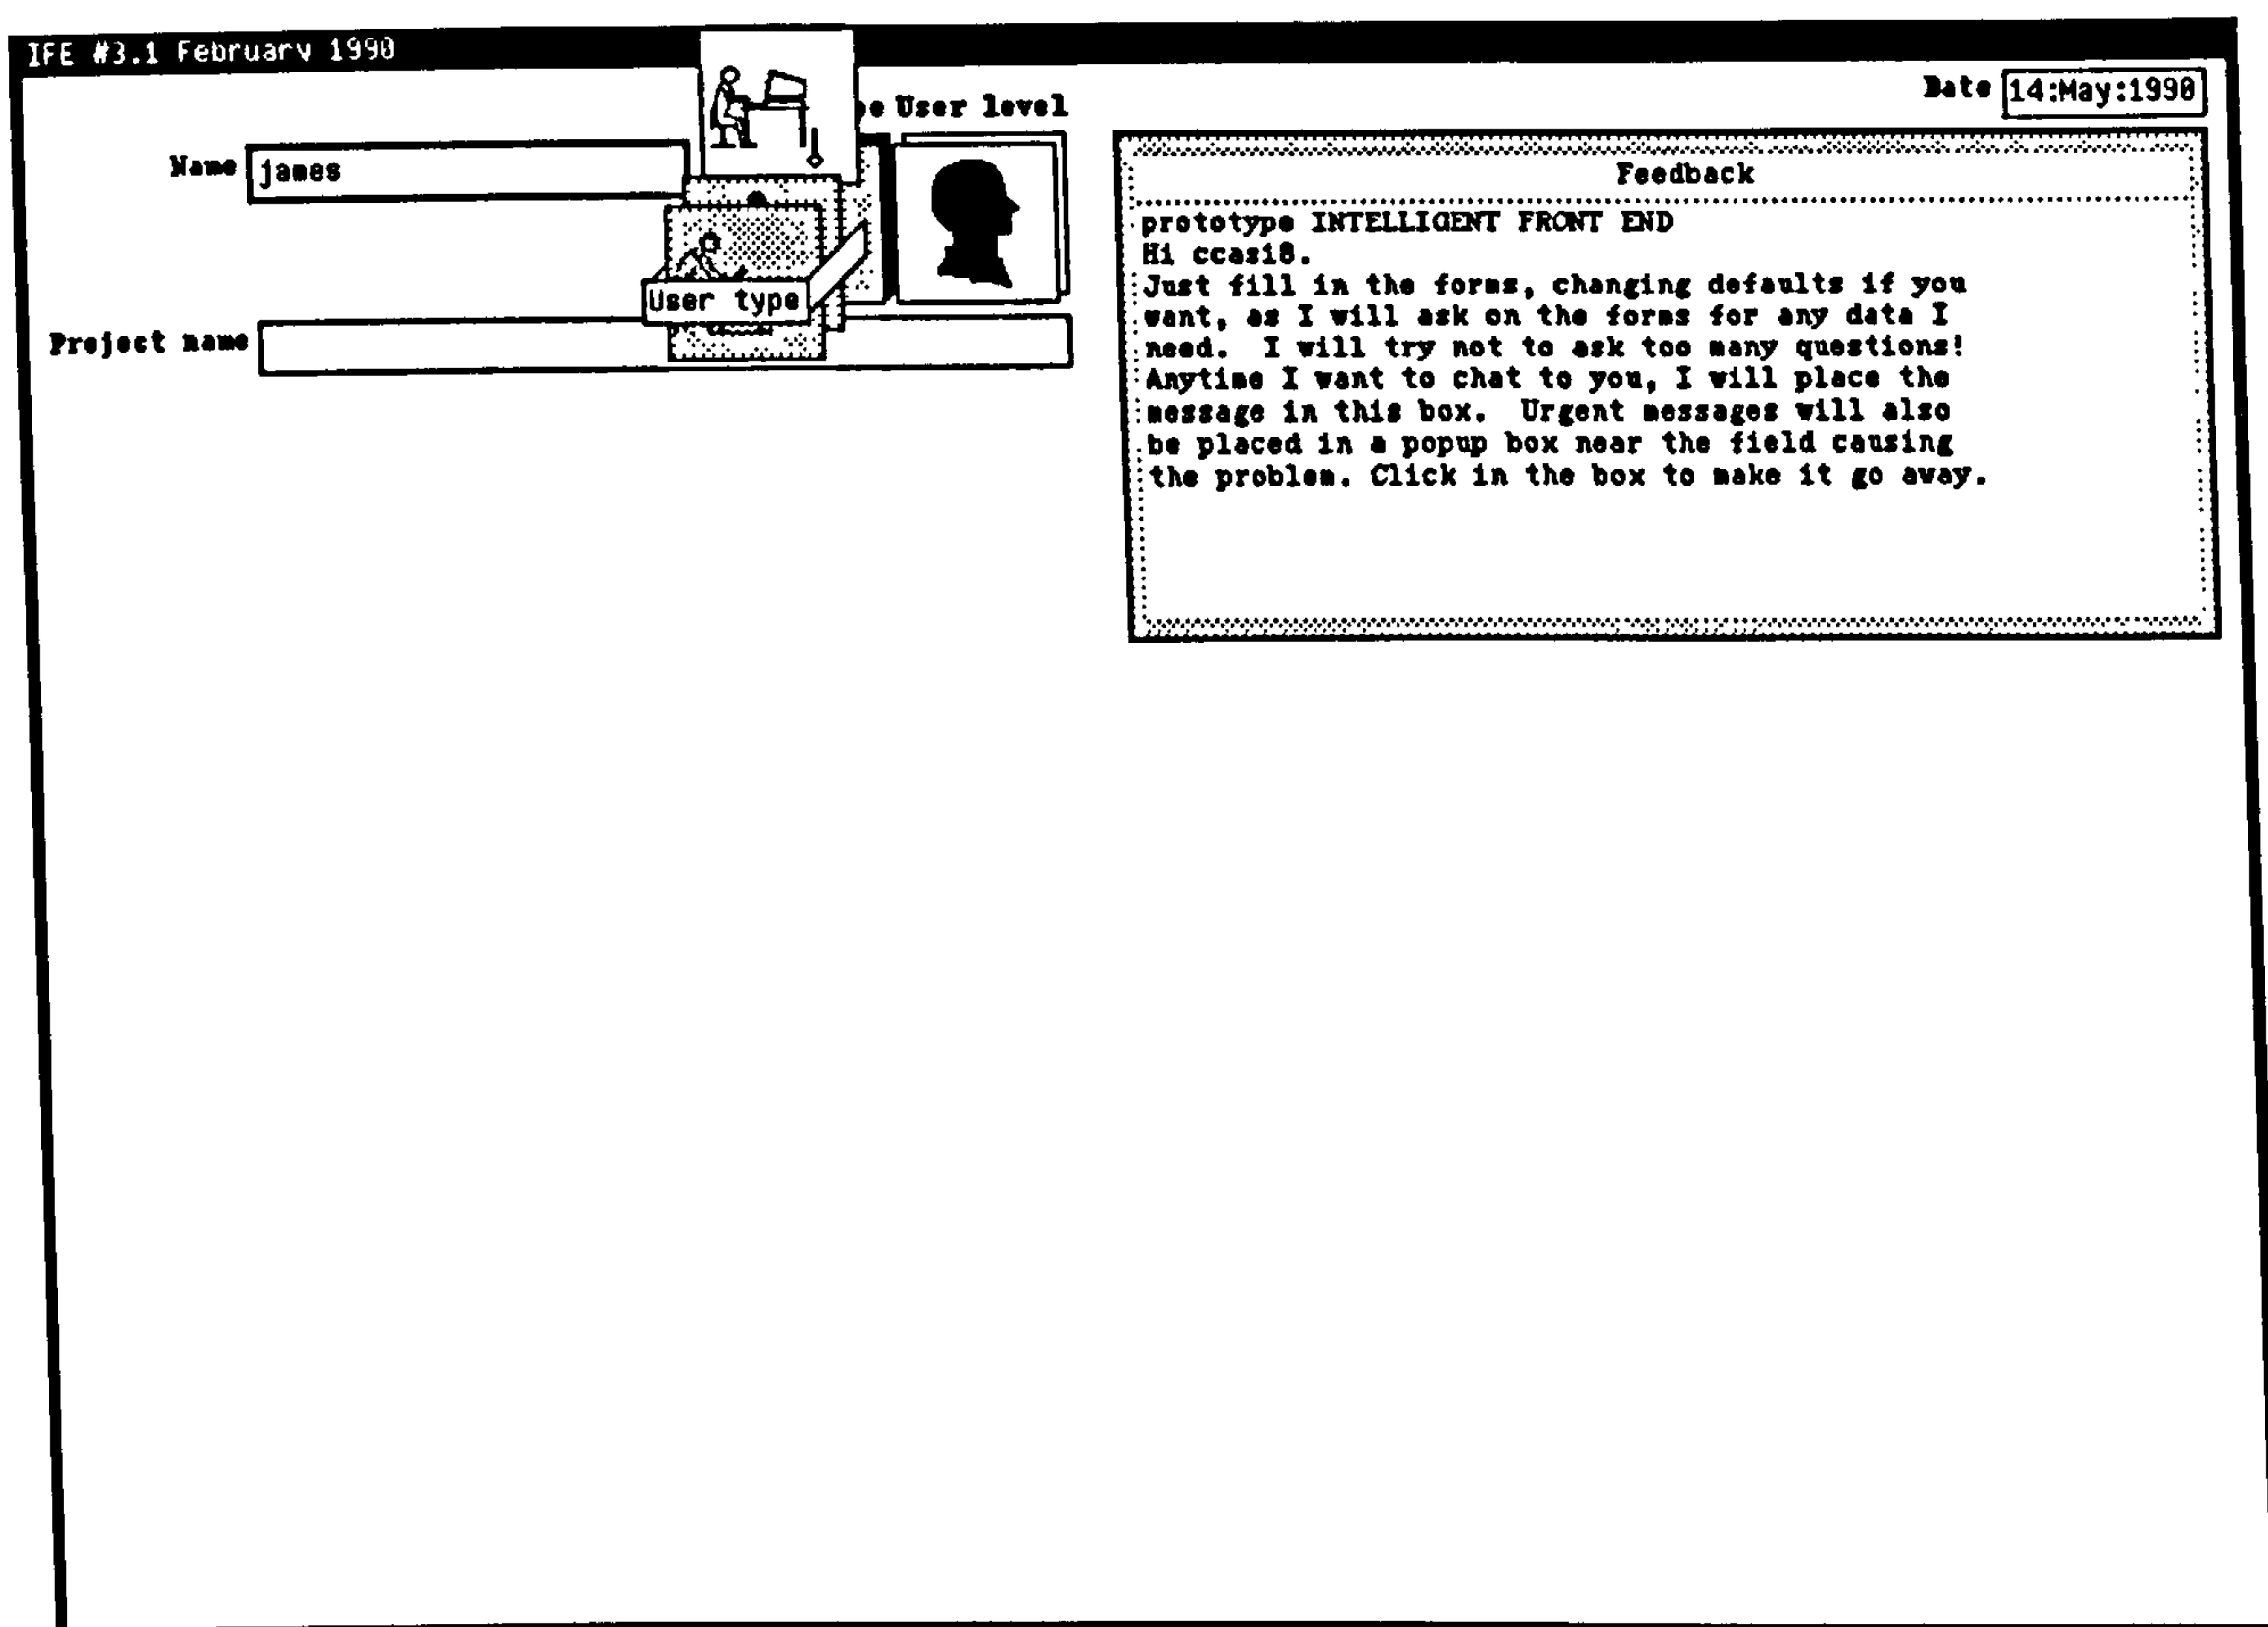 IFE #3.1 February 1990
Date 14:May:1990
User level
Name james
User type
Project name
Feedback
prototype INTELLIGENT FRONT END
Hi ccasi8.
Just fill in the forms, changing defaults if you
want, as I will ask on the forms for any data I
need. I will try not to ask too many questions!
Anytime I want to chat to you, I will place the
message in this box. Urgent messages will also
be placed in a popup box near the field causing
the problem. Click in the box to make it go away.